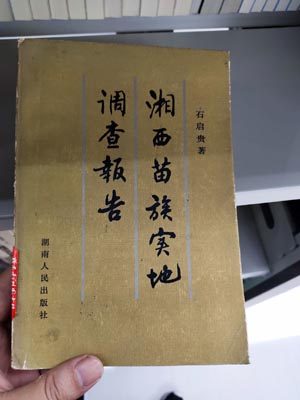 石启贵著
湘西苗族实地
调查报告
湖南人民出版社